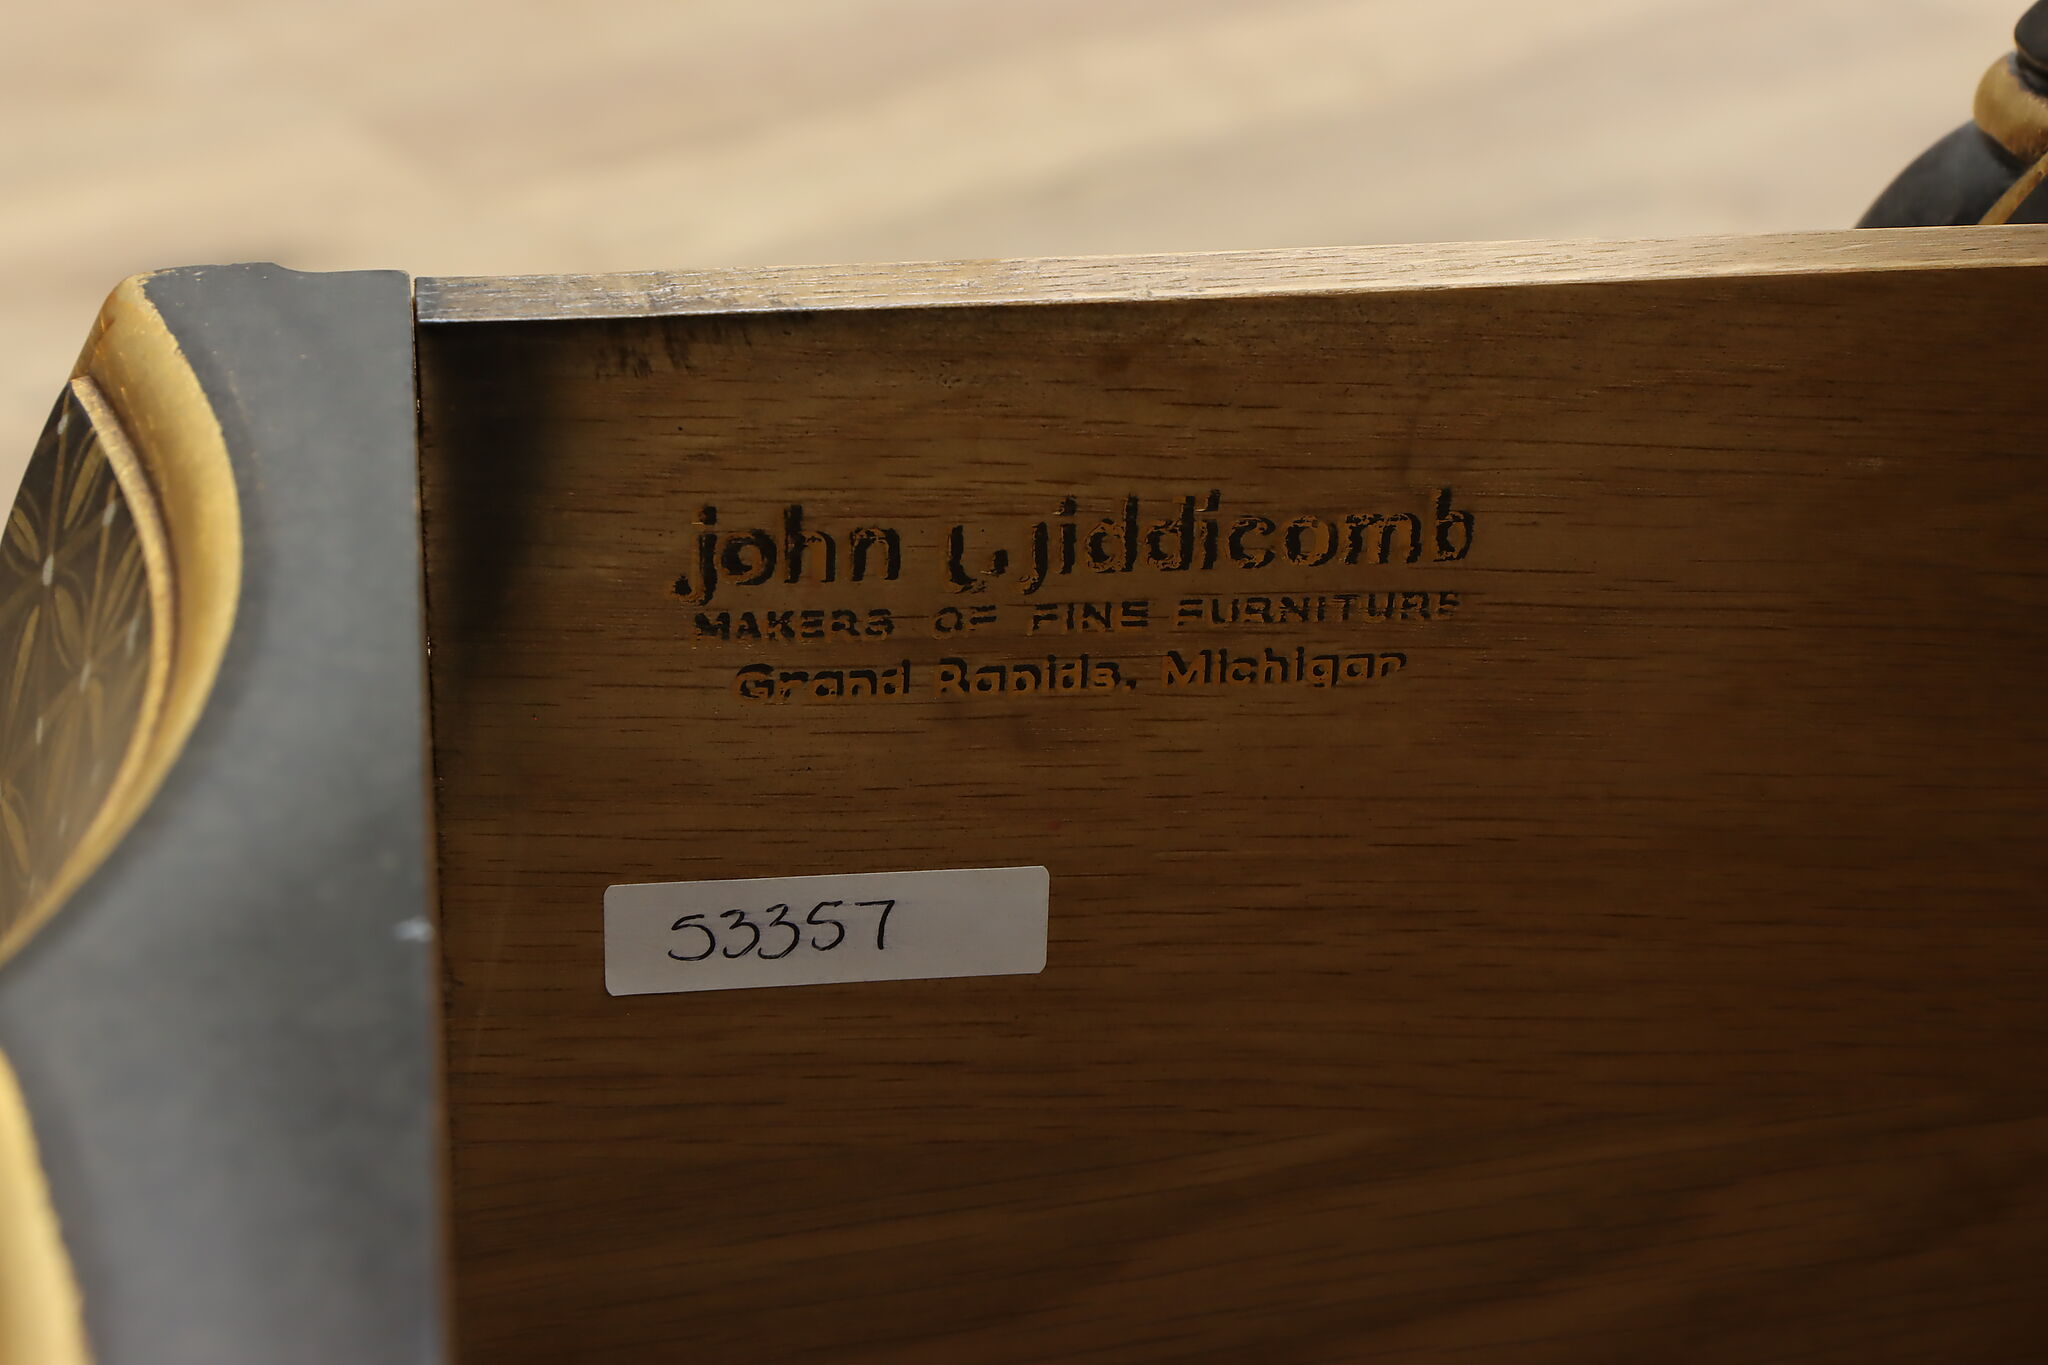 john widdicomb
MAKERS OF FINE FURNITURE
Grand Rapids, Michigan
53357